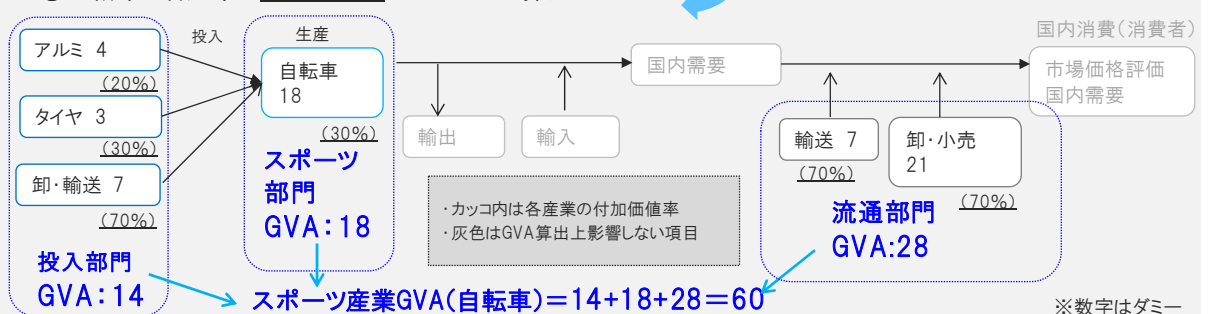 国内消費(消費者)
アルミ 4
(20%)
タイヤ 3
(30%)
卸・輸送 7
(70%)
投入部門
GVA:14
投入
生産
自転車
18
(30%)
スポーツ
部門
GVA:18
輸出
輸入
国内需要
市場価格評価
国内需要
輸送 7
(70%)
卸・小売
21
(70%)
流通部門
GVA:28
・カッコ内は各産業の付加価値率
・灰色はGVA算出上影響しない項目
スポーツ産業GVA(自転車)=14+18+28=60
※数字はダミー